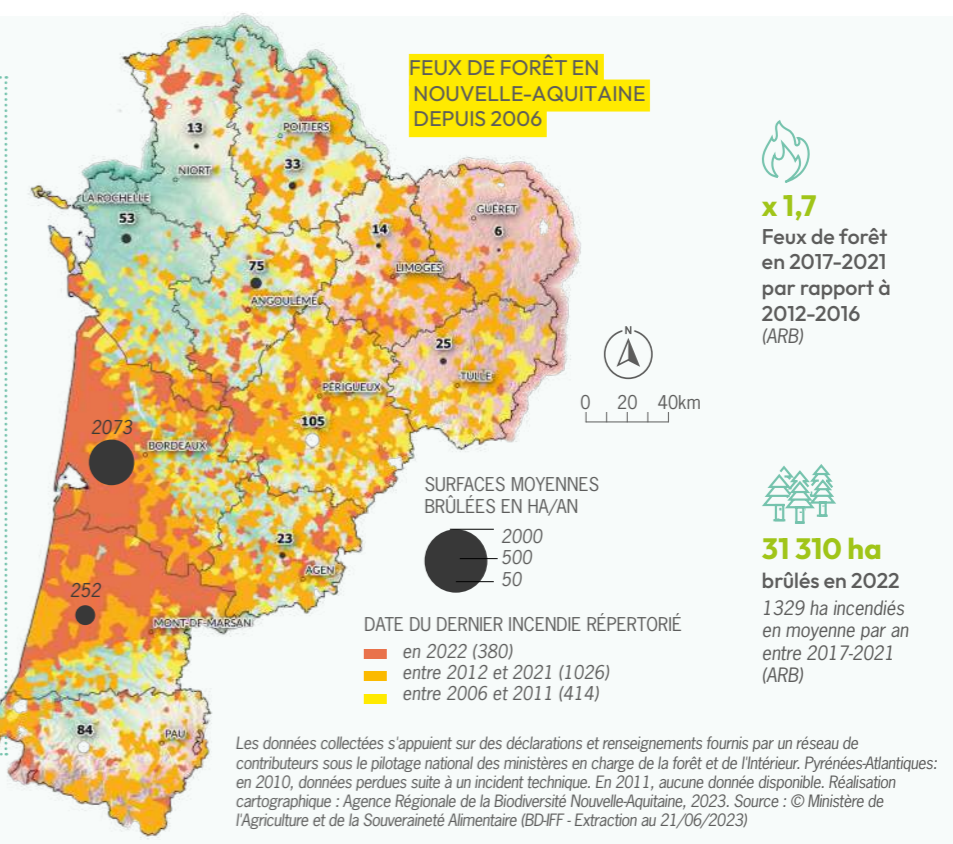 FEUX DE FORÊT EN
NOUVELLE-AQUITAINE
DEPUIS 2006
13
POITIERS
33
NIORT
LA ROCHELLE
53
14
GUÉRET
6
75
LIMOGES
ANGOULÊME
25
TULLE
PÉRIGUEUX
105
2073
BORDEAUX
23
AGEN
252
MONT-DE-MARSAN
84
PAU
N
0 20 40km
SURFACES MOYENNES
BRÛLÉES EN HA/AN
2000
500
50
DATE DU DERNIER INCENDIE RÉPERTORIÉ
en 2022 (380)
entre 2012 et 2021 (1026)
entre 2006 et 2011 (414)
x 1,7
Feux de forêt
en 2017-2021
par rapport à
2012-2016
(ARB)
31 310 ha
brûlés en 2022
1329 ha incendiés
en moyenne par an
entre 2017-2021
(ARB)
Les données collectées s'appuient sur des déclarations et renseignements fournis par un réseau de
contributeurs sous le pilotage national des ministères en charge de la forêt et de l'Intérieur. Pyrénées-Atlantiques:
en 2010, données perdues suite à un incident technique. En 2011, aucune donnée disponible. Réalisation
cartographique : Agence Régionale de la Biodiversité Nouvelle-Aquitaine, 2023. Source : © Ministère de
l'Agriculture et de la Souveraineté Alimentaire (BD-IFF - Extraction au 21/06/2023)